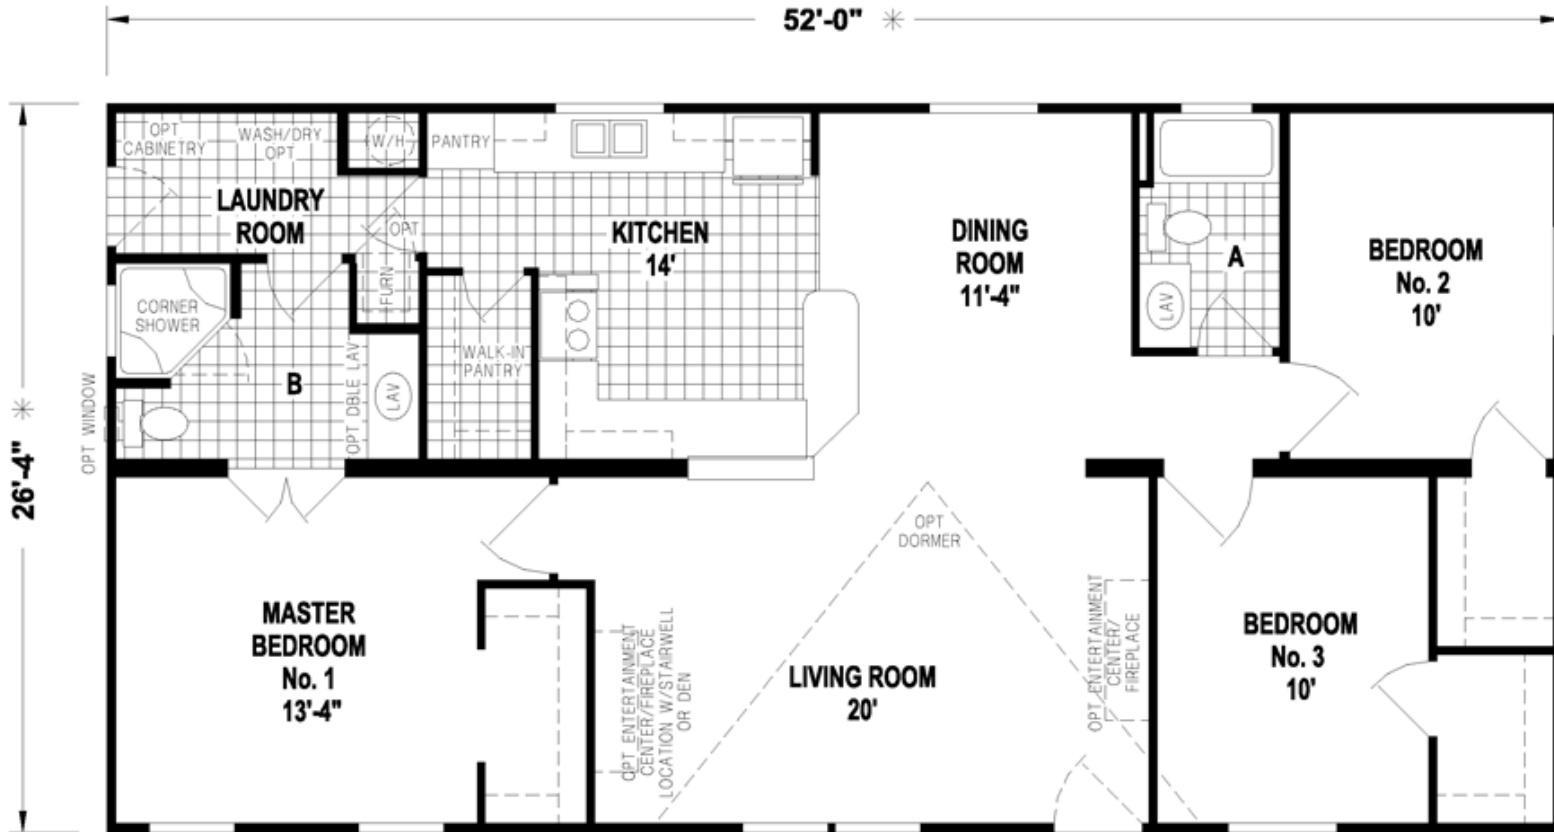 52'-0" ✳
26'-4" ✳
OPT
CABINETRY
WASH/DRY
OPT
W/H
PANTRY
LAUNDRY
ROOM
OPT
FURN
KITCHEN
14'
DINING
ROOM
11'-4"
A
LAV
BEDROOM
No. 2
10'
CORNER
SHOWER
B
OPT DBLE LAV
LAV
WALK-IN
PANTRY
OPT WINDOW
MASTER
BEDROOM
No. 1
13'-4"
OPT ENTERTAINMENT
CENTER/FIREPLACE
LOCATION W/STAIRWELL
OR DEN
OPT
DORMER
LIVING ROOM
20'
OPT ENTERTAINMENT
CENTER/
FIREPLACE
BEDROOM
No. 3
10'